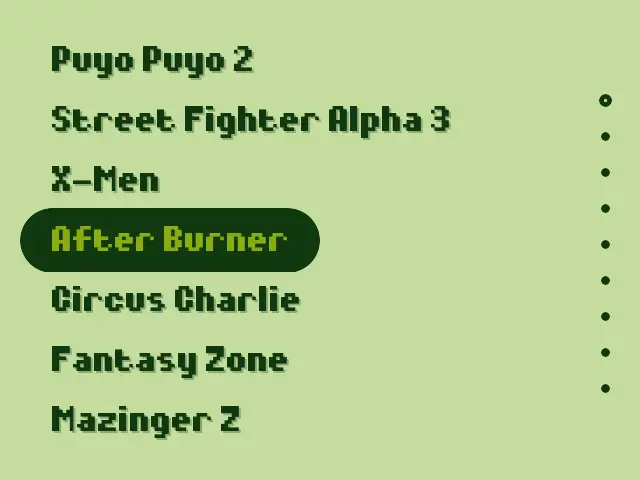 Puyo Puyo 2
Street Fighter Alpha 3
X-Men
After Burner
Circus Charlie
Fantasy Zone
Mazinger Z